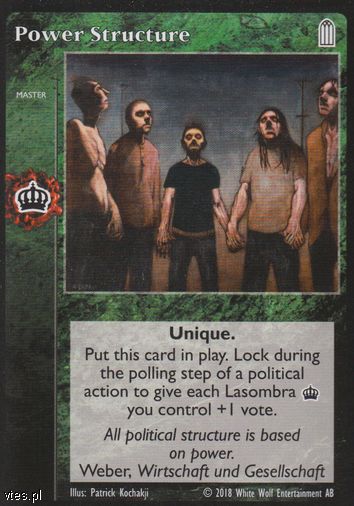 Power Structure
MASTER
Unique.
Put this card in play. Lock during
the polling step of a political
action to give each Lasombra
you control +1 vote.
All political structure is based
on power.
Weber, Wirtschaft und Gesellschaft
Illus: Patrick Kochakji © 2018 White Wolf Entertainment AB
vtes.pl